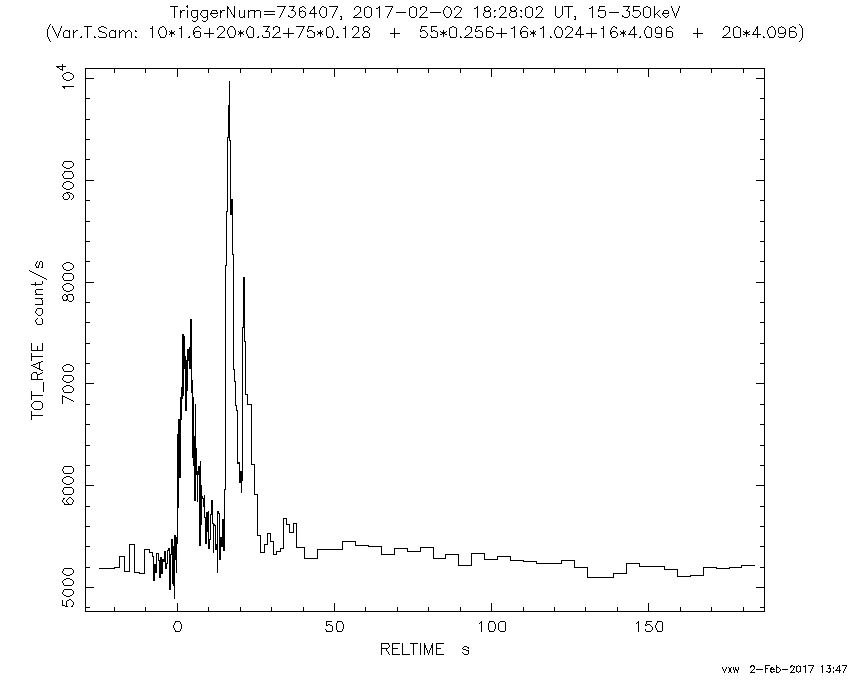 TriggerNum=736407, 2017-02-02 18:28:02 UT, 15-350keV
(Var.T.Sam: 10*1.6+20*0.32+75*0.128 + 55*0.256+16*1.024+16*4.096 + 20*4.096)
10⁴
9000
8000
7000
6000
5000
TOT_RATE count/s
0 50 100 150
RELTIME s
vxw 2-Feb-2017 13:47